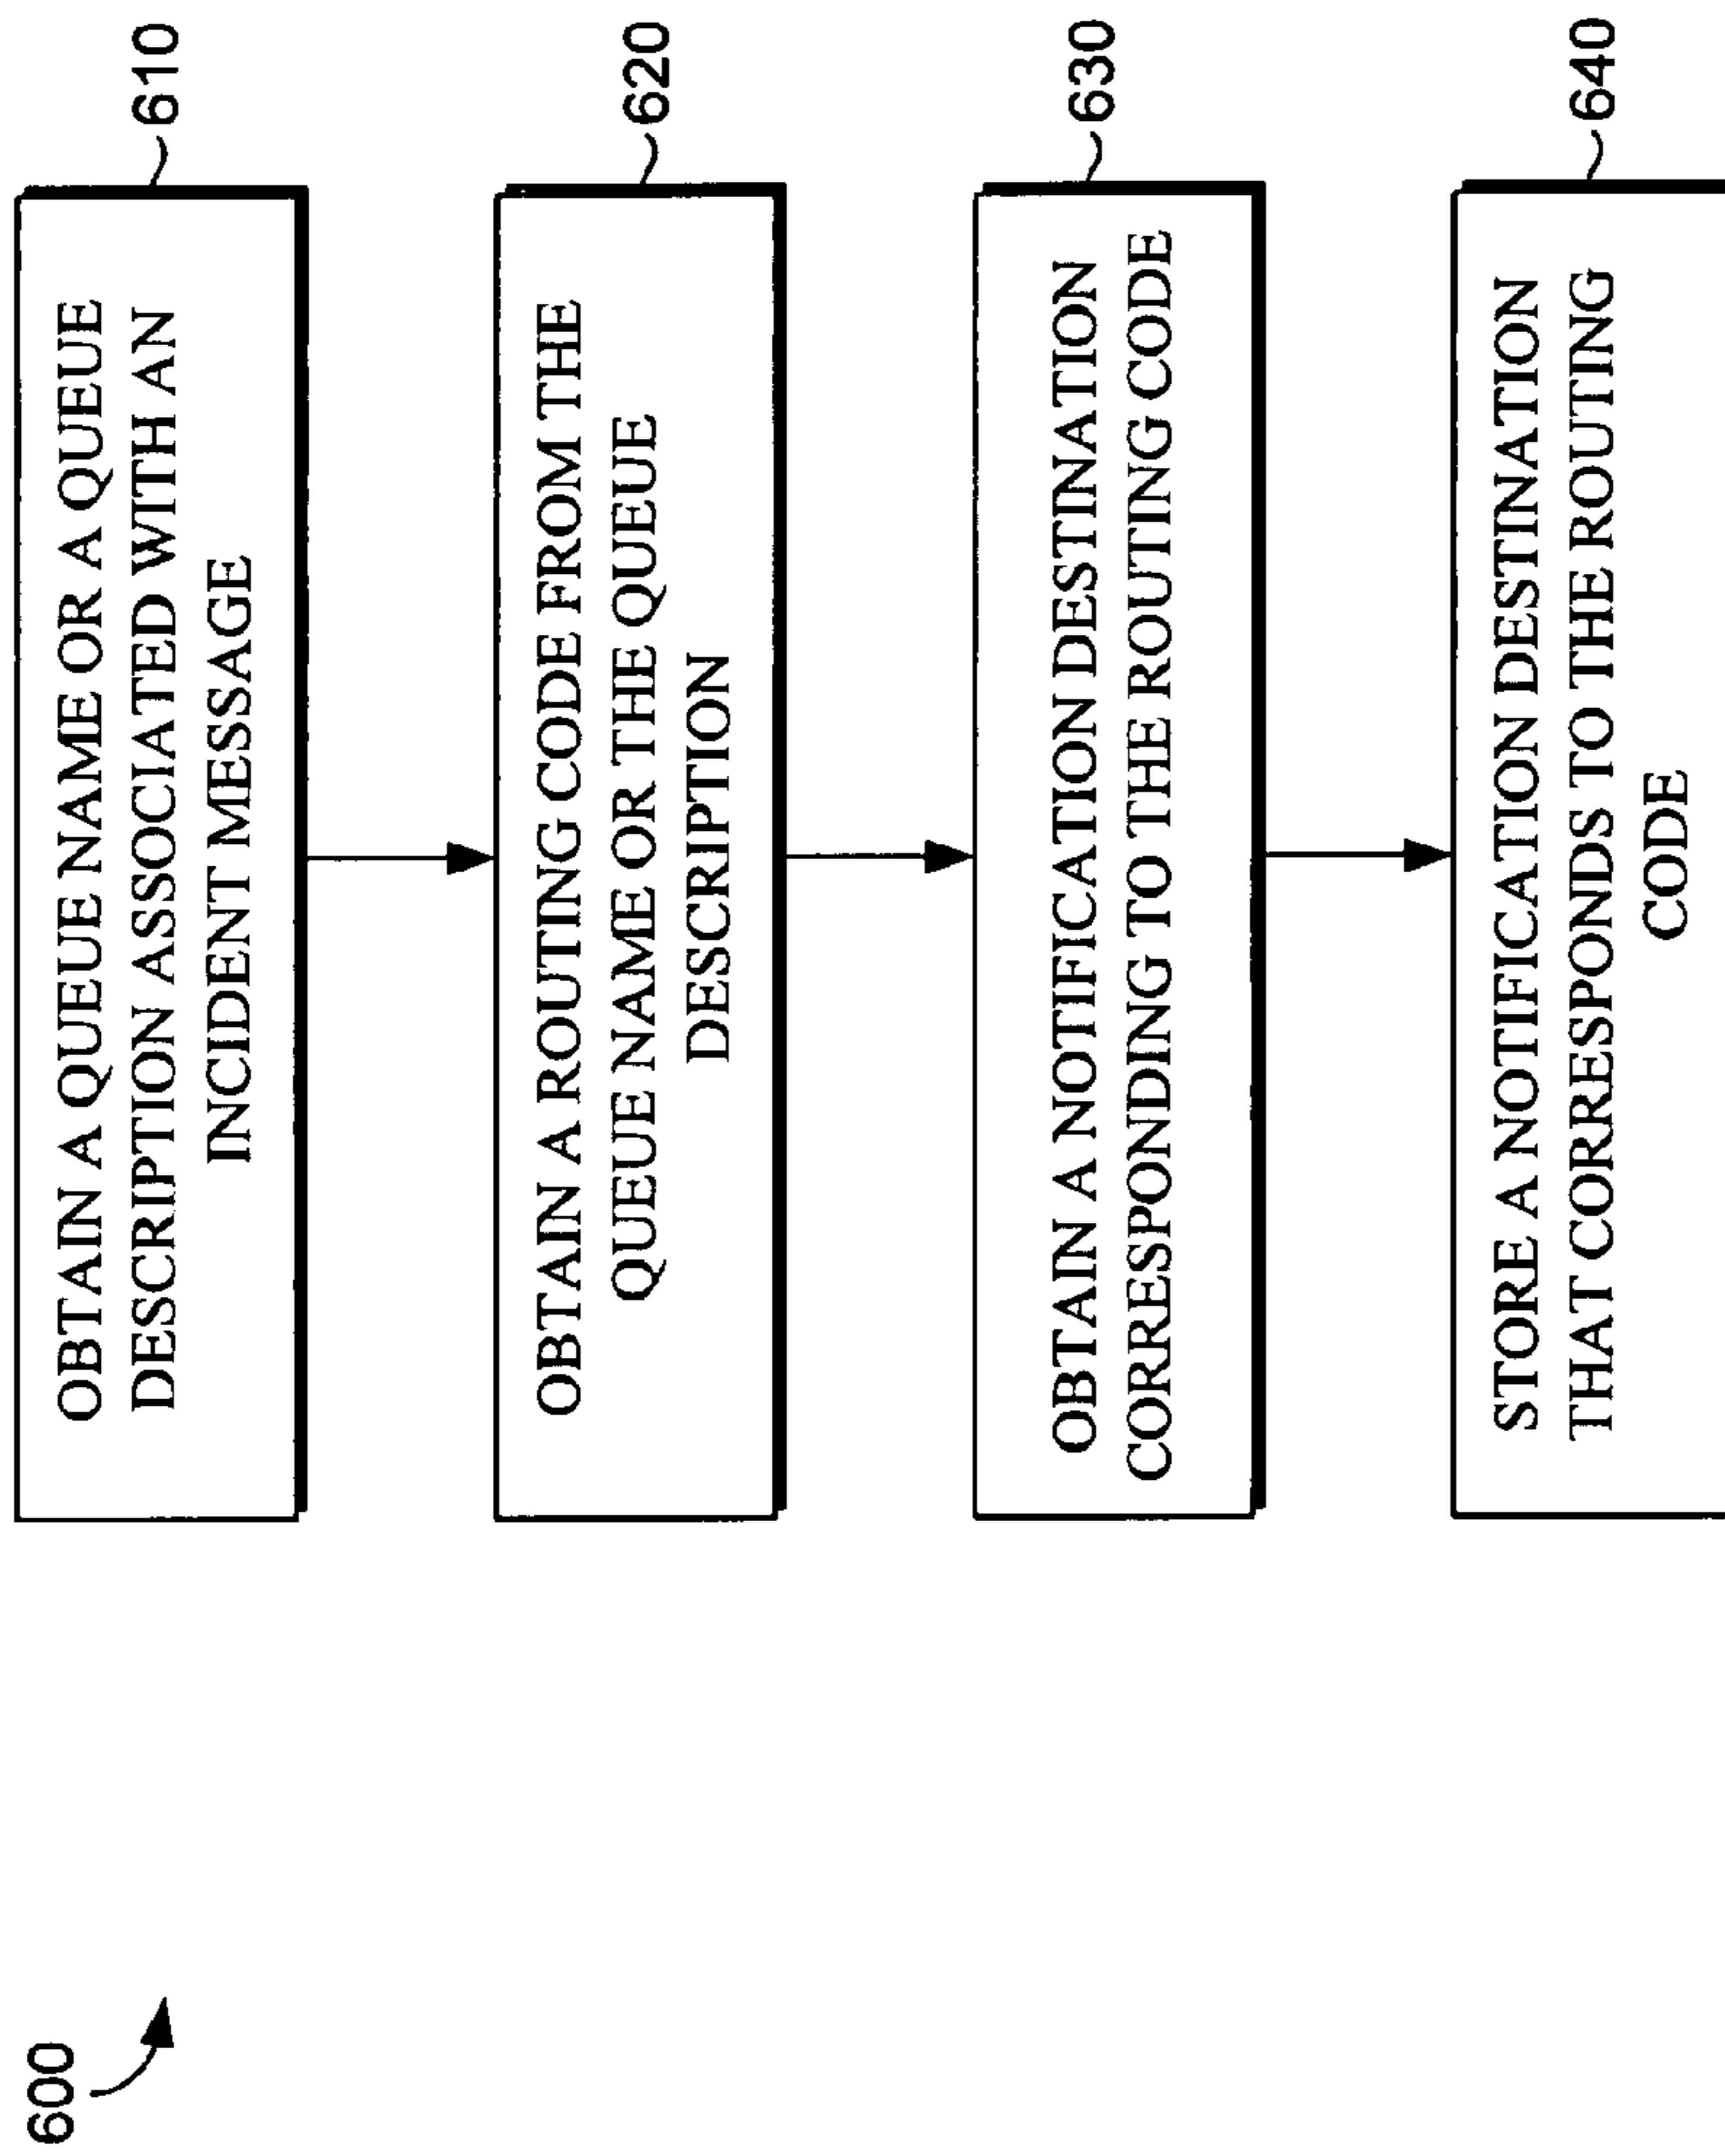 600
OBTAIN A QUEUE NAME OR A QUEUE
DESCRIPTION ASSOCIATED WITH AN
INCIDENT MESSAGE
610
OBTAIN A ROUTING CODE FROM THE
QUEUE NAME OR THE QUEUE
DESCRIPTION
620
OBTAIN A NOTIFICATION DESTINATION
CORRESPONDING TO THE ROUTING CODE
630
STORE A NOTIFICATION DESTINATION
THAT CORRESPONDS TO THE ROUTING
CODE
640